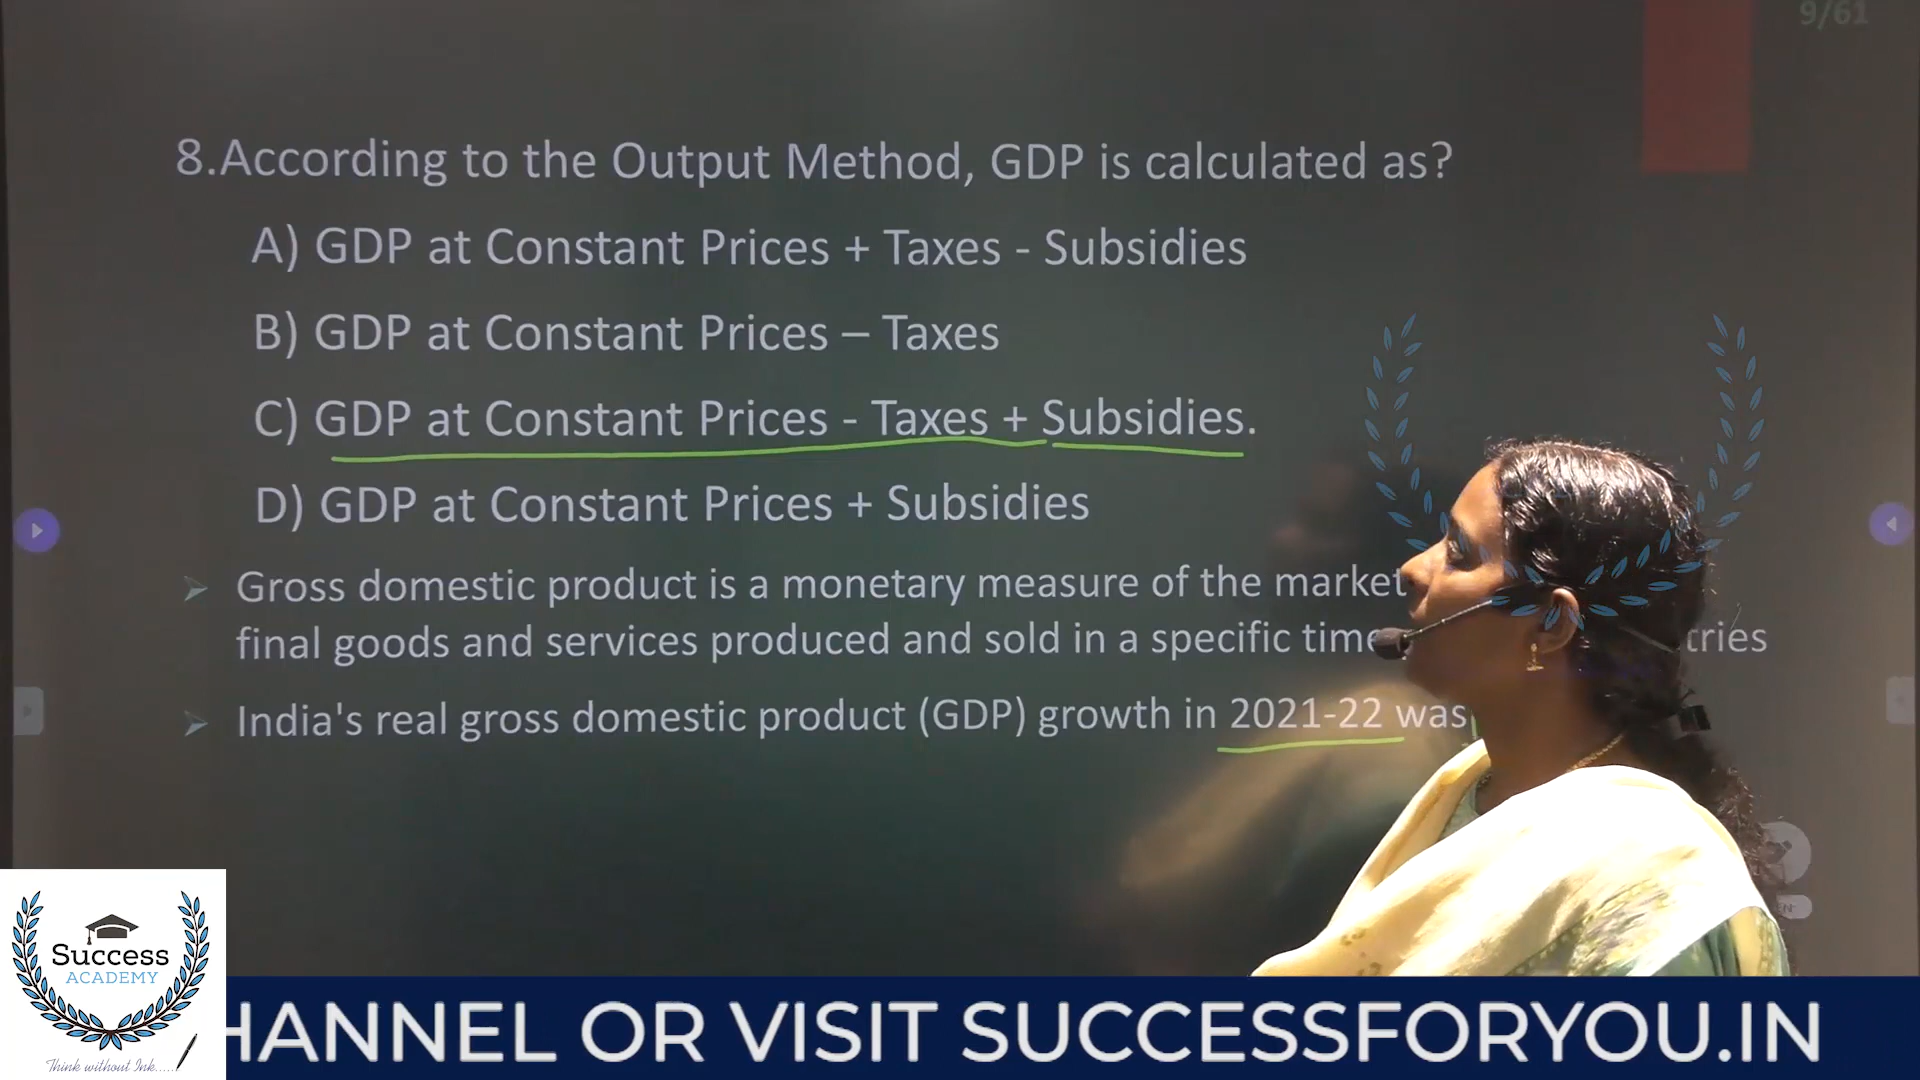 9/61
8.According to the Output Method, GDP is calculated as?
A) GDP at Constant Prices + Taxes - Subsidies
B) GDP at Constant Prices – Taxes
C) GDP at Constant Prices - Taxes + Subsidies.
D) GDP at Constant Prices + Subsidies
Gross domestic product is a monetary measure of the market
final goods and services produced and sold in a specific time tries
India's real gross domestic product (GDP) growth in 2021-22 was
Success
ACADEMY
Think without Ink.....
HANNEL OR VISIT SUCCESSFORYOU.IN